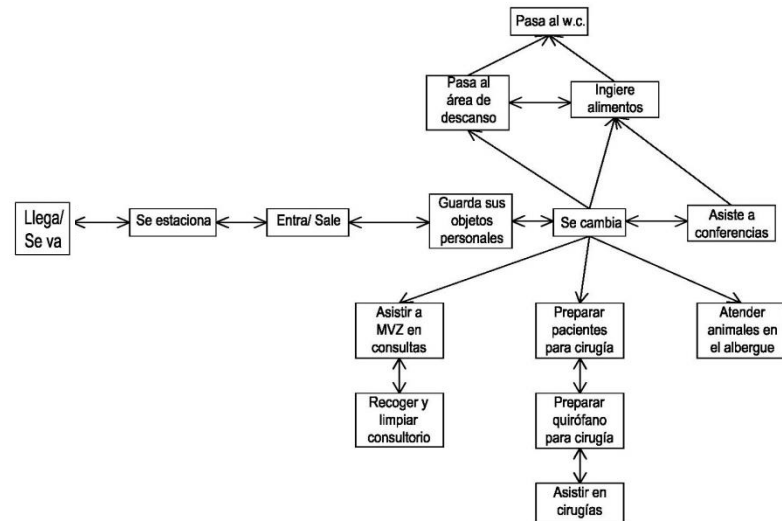 Pasa al w.c.
Pasa al
área de
descanso
Ingiere
alimentos
Llega/
Se va
Se estaciona
Entra/ Sale
Guarda sus
objetos
personales
Se cambia
Asiste a
conferencias
Asistir a
MVZ en
consultas
Preparar
pacientes
para cirugía
Atender
animales en
el albergue
Recoger y
limpiar
consultorio
Preparar
quirófano
para cirugía
Asistir en
cirugías